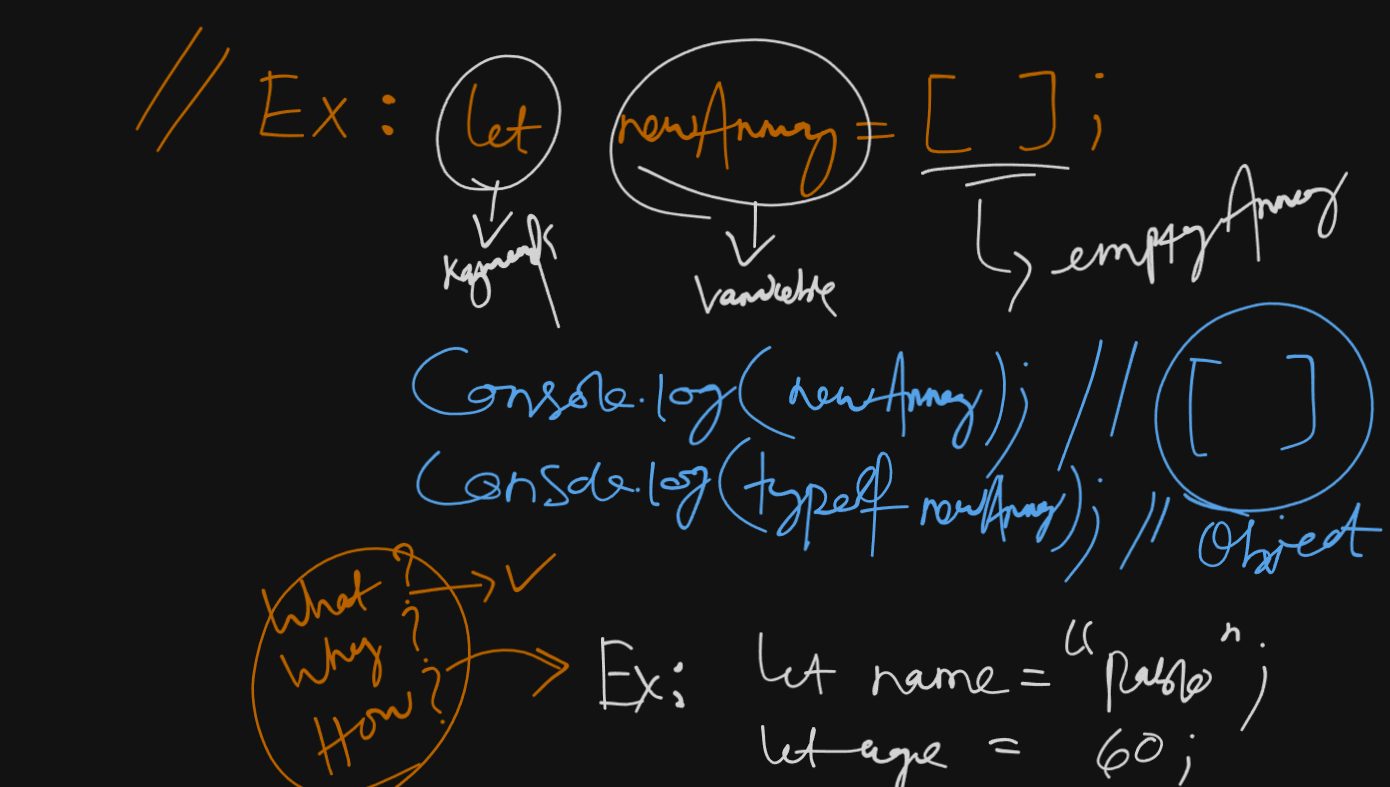 // Ex: let newArray = [ ];
Keyword
Variable
emptyArray
Console.log(newArray); // [ ]
Console.log(typeof newArray); // Object
What ?
Why ?
How ?
Ex: let name = "pablo";
let age = 60;